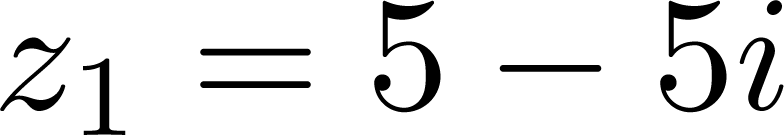 z₁ = 5 − 5i